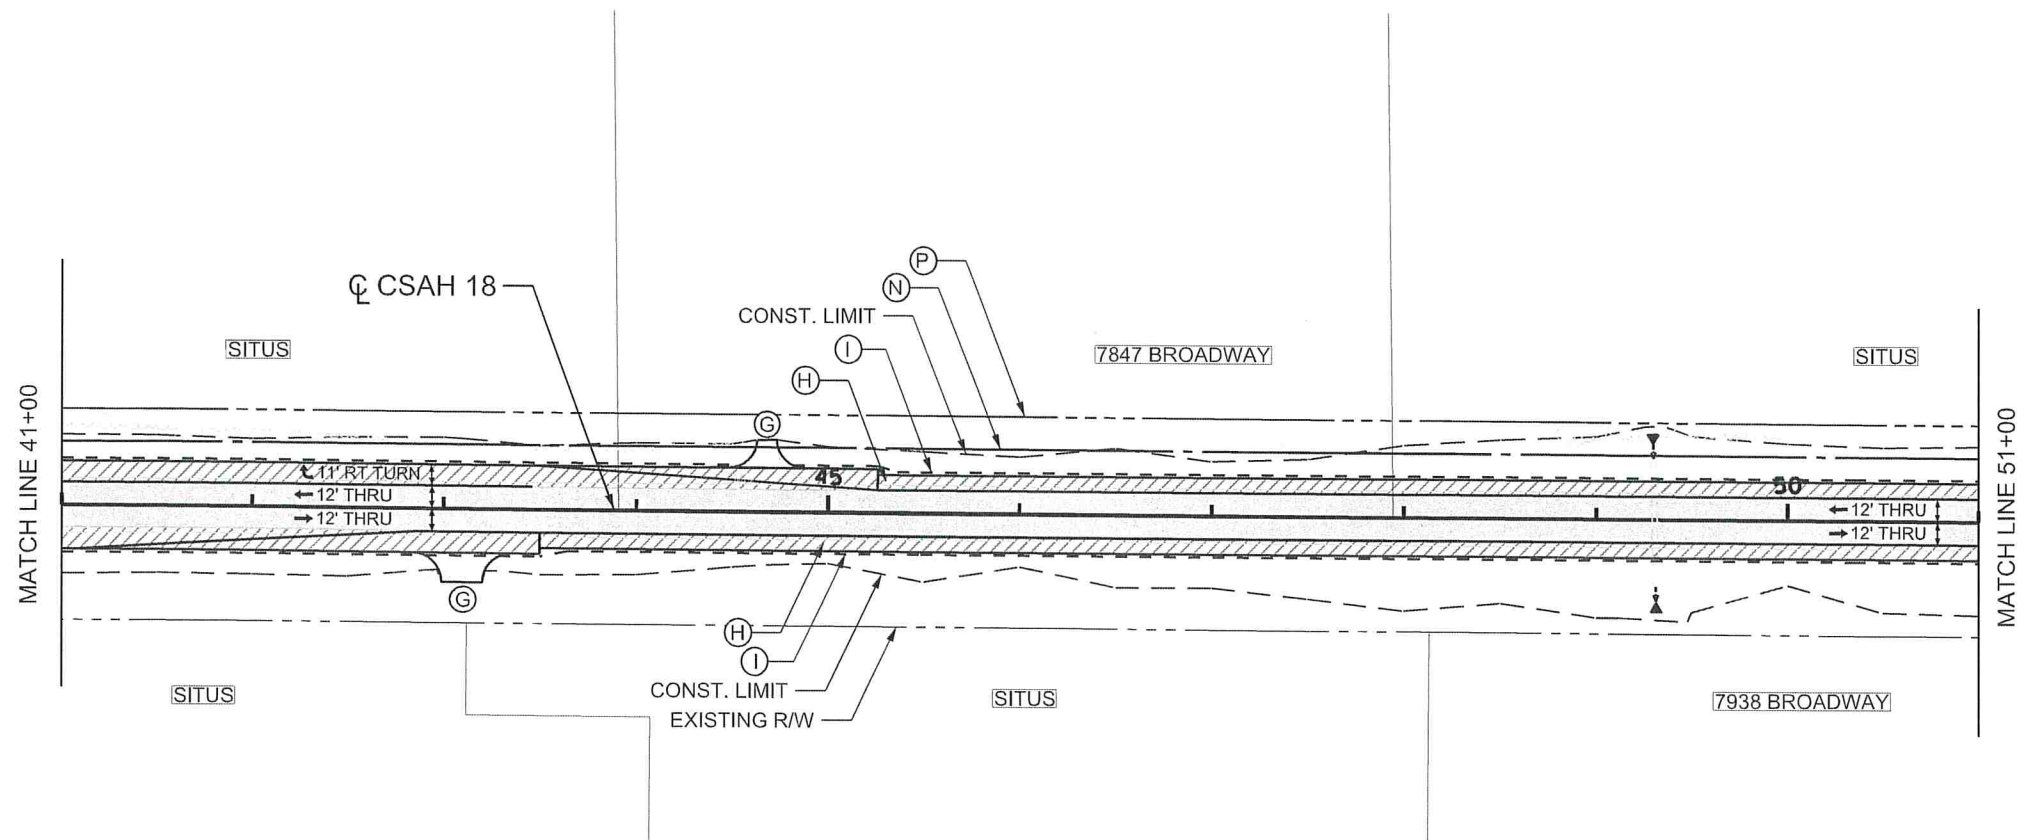 P
N
℄ CSAH 18
CONST. LIMIT
I
H
SITUS
7847 BROADWAY
SITUS
MATCH LINE 41+00
MATCH LINE 51+00
G
11' RT TURN
12' THRU
12' THRU
45
50
12' THRU
12' THRU
G
H
I
CONST. LIMIT
EXISTING R/W
SITUS
SITUS
7938 BROADWAY